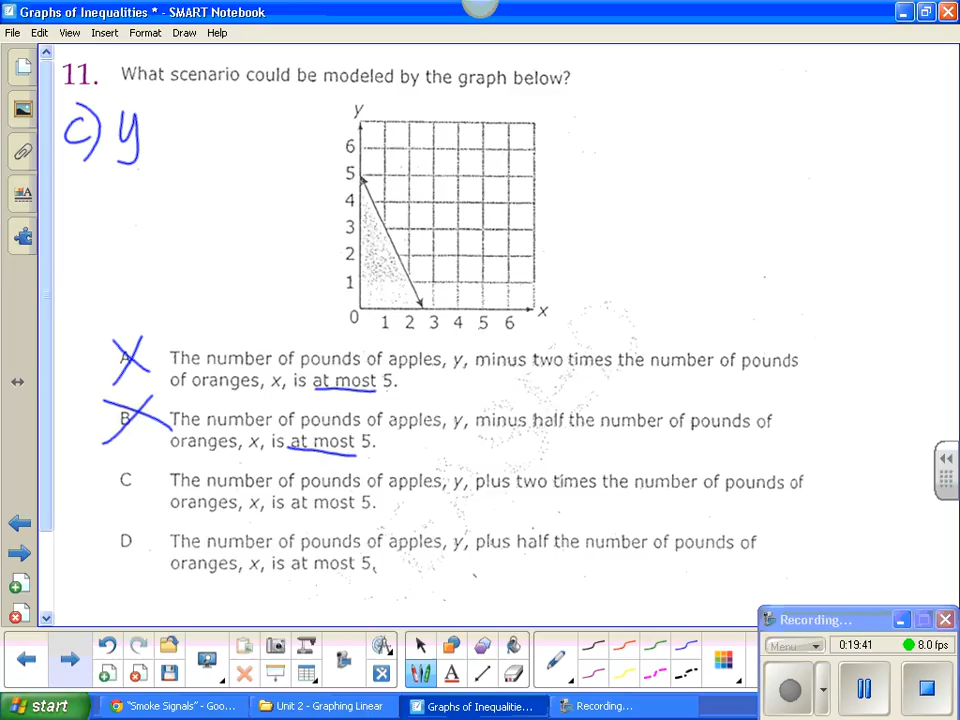 Graphs of Inequalities * - SMART Notebook
File Edit View Insert Format Draw Help
11. What scenario could be modeled by the graph below?
c) y
y
6
5
4
3
2
1
0 1 2 3 4 5 6 x
A The number of pounds of apples, y, minus two times the number of pounds
of oranges, x, is at most 5.
B The number of pounds of apples, y, minus half the number of pounds of
oranges, x, is at most 5.
C The number of pounds of apples, y, plus two times the number of pounds of
oranges, x, is at most 5.
D The number of pounds of apples, y, plus half the number of pounds of
oranges, x, is at most 5.
Recording...
Menu 0:19:41 8.0 fps
start "Smoke Signals" - Goo... Unit 2 - Graphing Linear Graphs of Inequalitie... Recording...